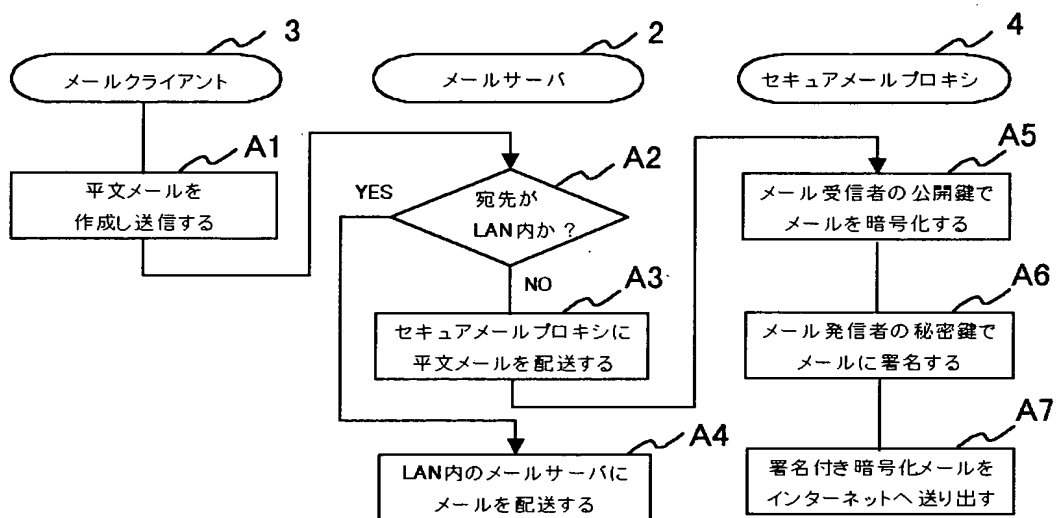 3
メールクライアント
2
メールサーバ
4
セキュアメールプロキシ
A1
平文メールを
作成し送信する
A2
YES
宛先が
LAN内か？
NO
A3
セキュアメールプロキシに
平文メールを配送する
A4
LAN内のメールサーバに
メールを配送する
A5
メール受信者の公開鍵で
メールを暗号化する
A6
メール発信者の秘密鍵で
メールに署名する
A7
署名付き暗号化メールを
インターネットへ送り出す